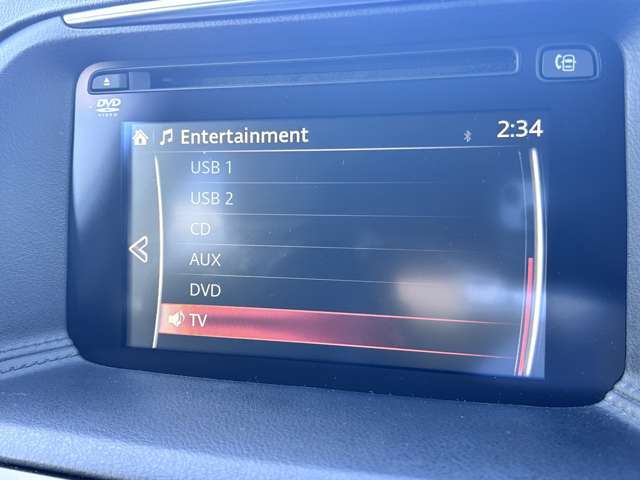 DVD
VIDEO
Entertainment 2:34
USB 1
USB 2
CD
AUX
DVD
TV